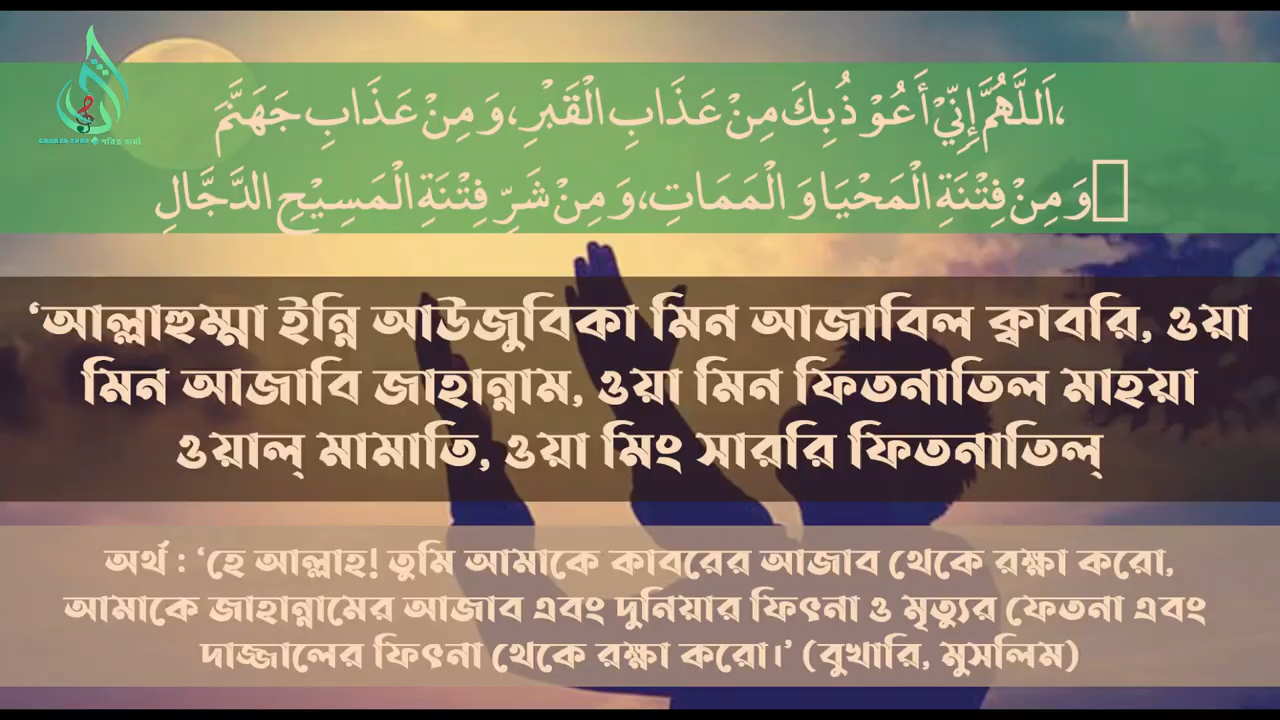 اَللَّهُمَّ إِنِّيْ أَعُوْ ذُبِكَ مِنْ عَذَابِ الْقَبْرِ، وَ مِنْ عَذَابِ جَهَنَّمَ،
وَ مِنْ فِتْنَةِ الْمَحْيَا وَ الْمَمَاتِ، وَ مِنْ شَرِّ فِتْنَةِ الْمَسِيْحِ الدَّجَّالِ
‘আল্লাহুম্মা ইন্নি আউজুবিকা মিন আজাবিল ক্বাবরি, ওয়া
মিন আজাবি জাহান্নাম, ওয়া মিন ফিতনাতিল মাহয়া
ওয়াল্ মামাতি, ওয়া মিং সাররি ফিতনাতিল্
অর্থ : ‘হে আল্লাহ! তুমি আমাকে কাবরের আজাব থেকে রক্ষা করো,
আমাকে জাহান্নামের আজাব এবং দুনিয়ার ফিৎনা ও মৃত্যুর ফেতনা এবং
দাজ্জালের ফিৎনা থেকে রক্ষা করো।’ (বুখারি, মুসলিম)